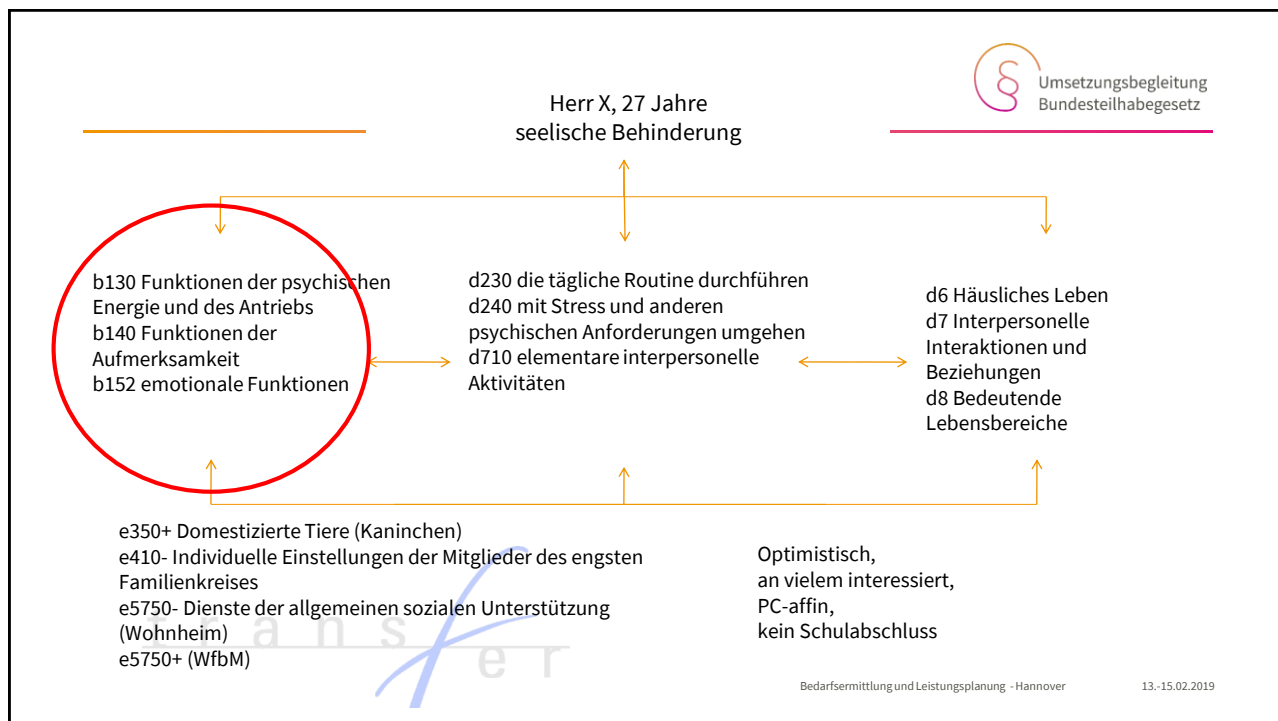 Umsetzungsbegleitung
Bundesteilhabegesetz
Herr X, 27 Jahre
seelische Behinderung
b130 Funktionen der psychischen
Energie und des Antriebs
b140 Funktionen der
Aufmerksamkeit
b152 emotionale Funktionen
d230 die tägliche Routine durchführen
d240 mit Stress und anderen
psychischen Anforderungen umgehen
d710 elementare interpersonelle
Aktivitäten
d6 Häusliches Leben
d7 Interpersonelle
Interaktionen und
Beziehungen
d8 Bedeutende
Lebensbereiche
e350+ Domestizierte Tiere (Kaninchen)
e410- Individuelle Einstellungen der Mitglieder des engsten
Familienkreises
e5750- Dienste der allgemeinen sozialen Unterstützung
(Wohnheim)
e5750+ (WfbM)
transfer
Optimistisch,
an vielem interessiert,
PC-affin,
kein Schulabschluss
Bedarfsermittlung und Leistungsplanung - Hannover
13.-15.02.2019